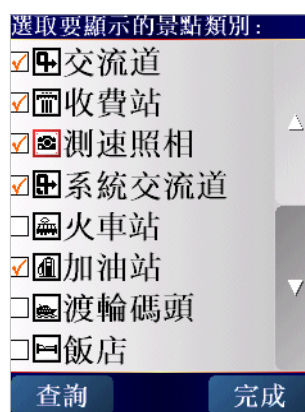 選取要顯示的景點類別：
交流道
收費站
測速照相
系統交流道
火車站
加油站
渡輪碼頭
飯店
查詢 完成